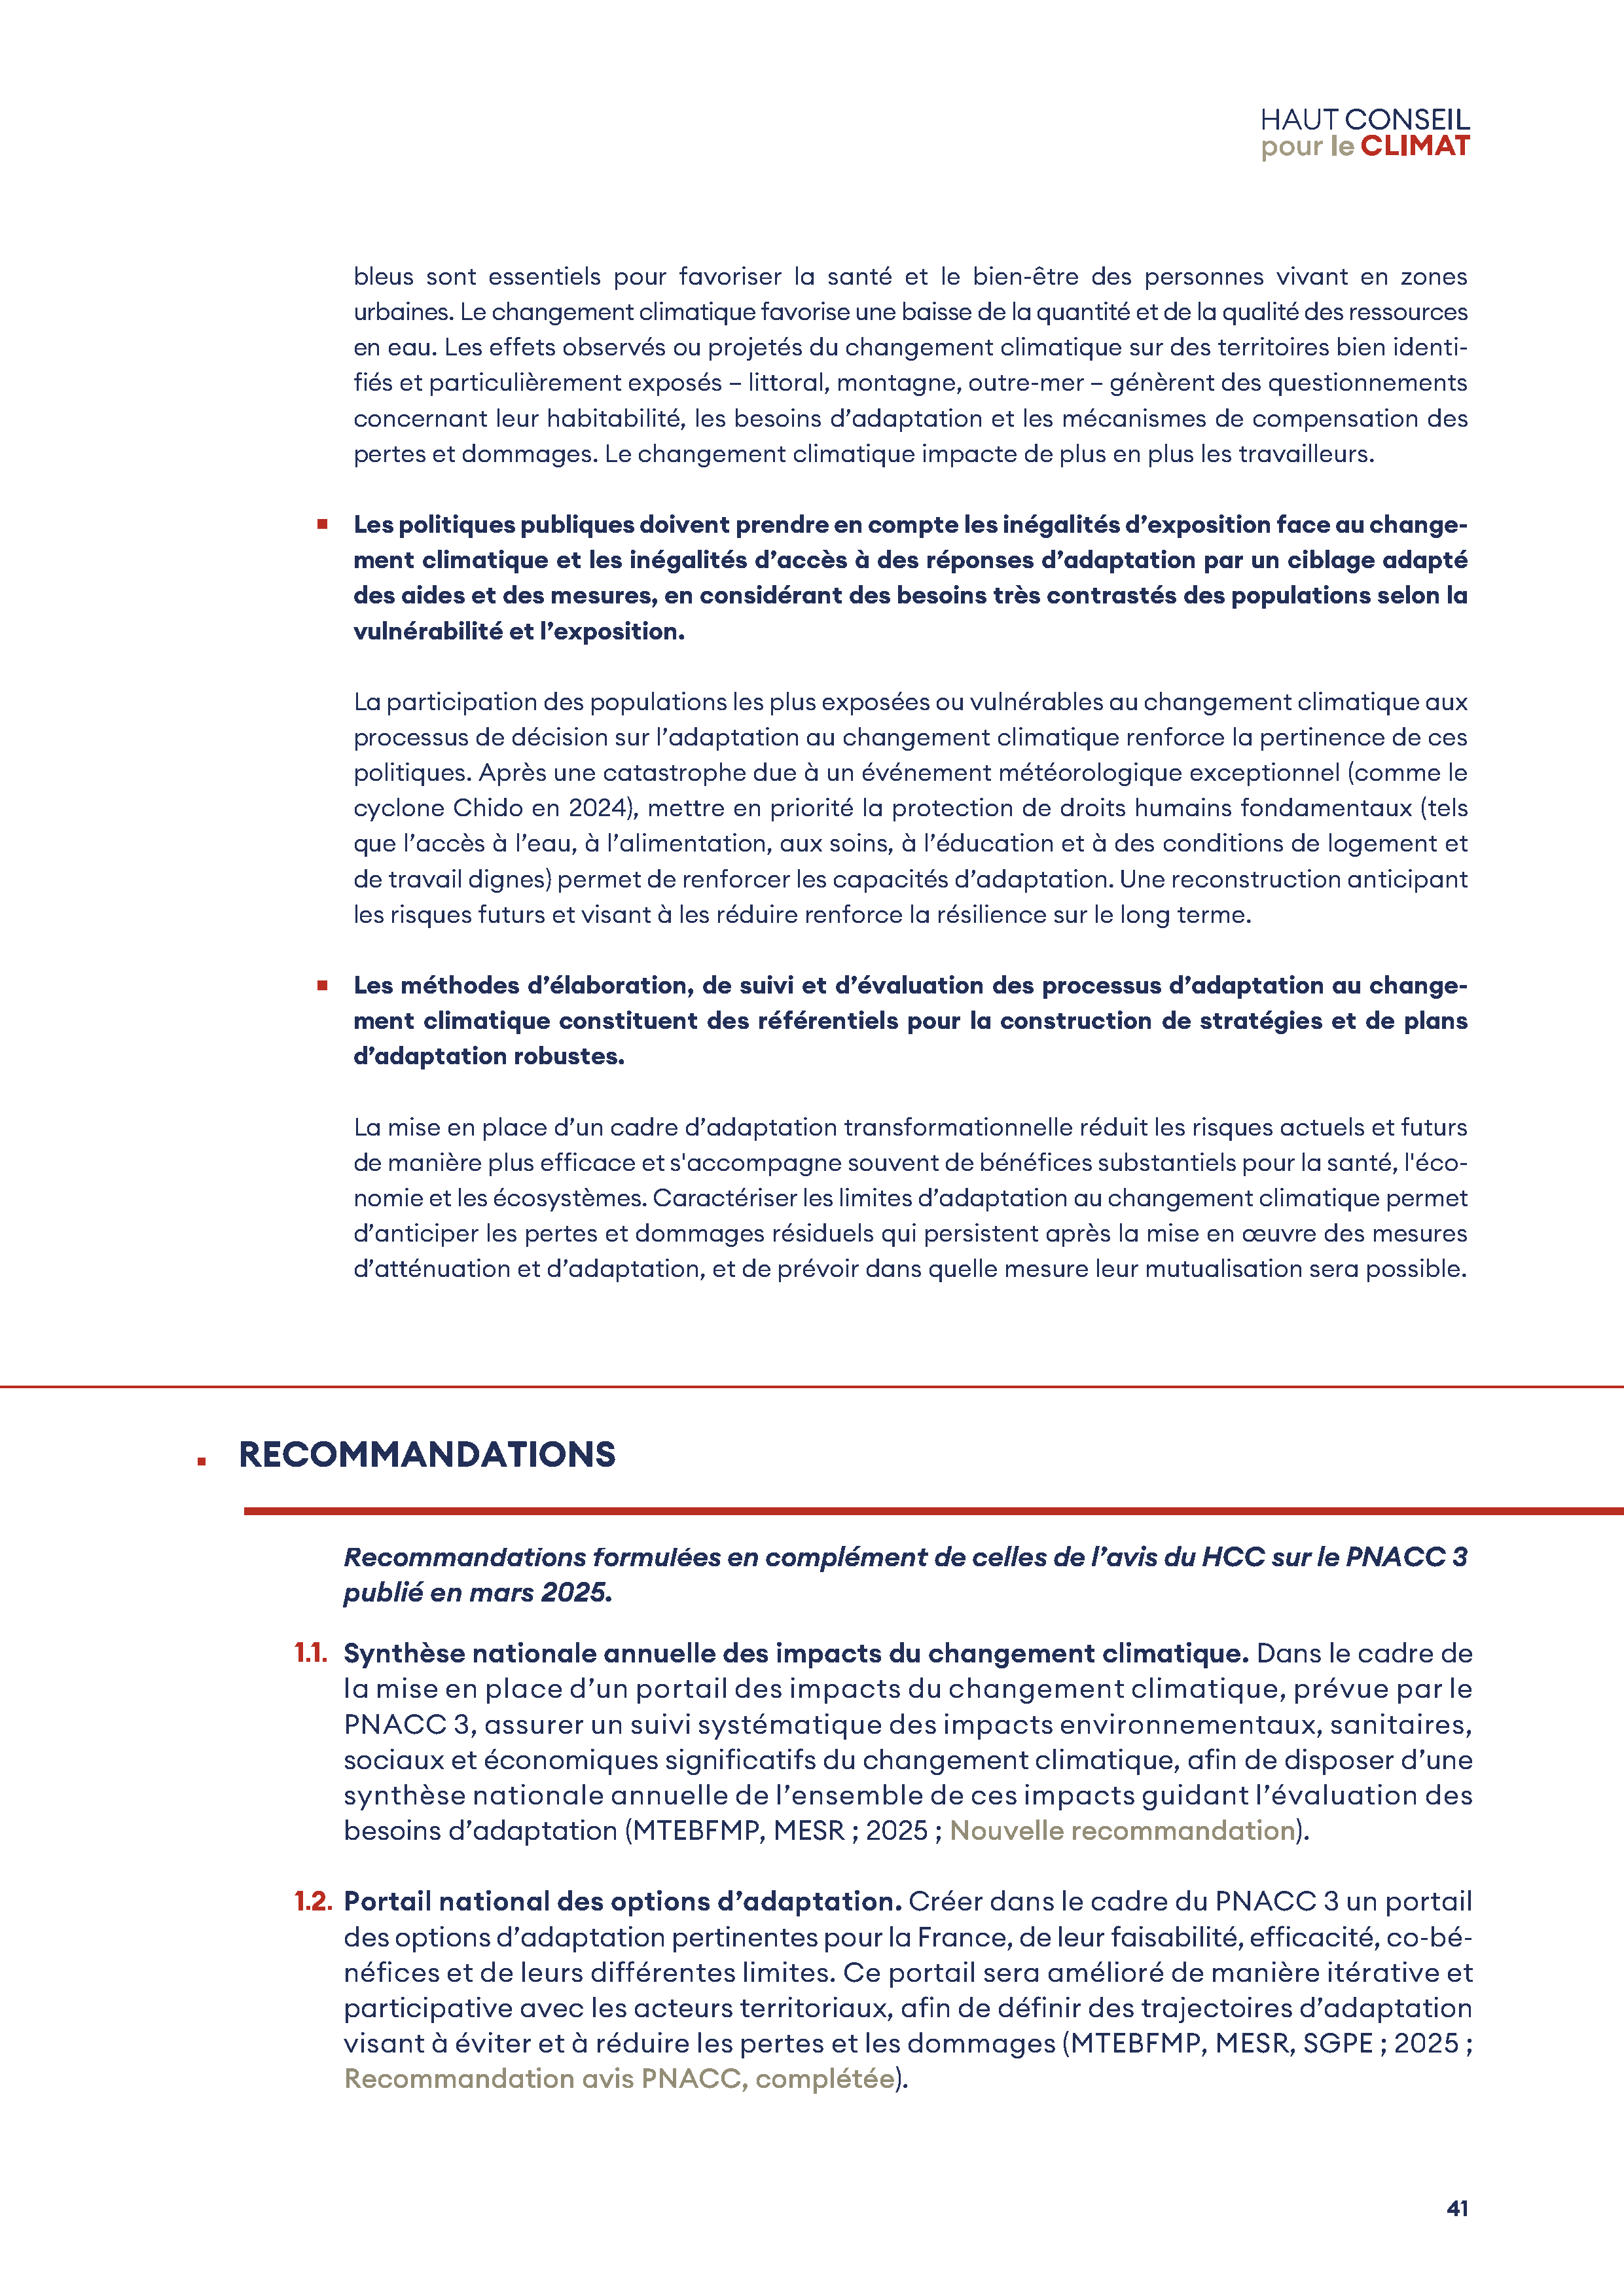 HAUT CONSEIL
pour le CLIMAT
bleus sont essentiels pour favoriser la santé et le bien-être des personnes vivant en zones
urbaines. Le changement climatique favorise une baisse de la quantité et de la qualité des ressources
en eau. Les effets observés ou projetés du changement climatique sur des territoires bien identi-
fiés et particulièrement exposés – littoral, montagne, outre-mer – génèrent des questionnements
concernant leur habitabilité, les besoins d’adaptation et les mécanismes de compensation des
pertes et dommages. Le changement climatique impacte de plus en plus les travailleurs.
Les politiques publiques doivent prendre en compte les inégalités d’exposition face au change-
ment climatique et les inégalités d’accès à des réponses d’adaptation par un ciblage adapté
des aides et des mesures, en considérant des besoins très contrastés des populations selon la
vulnérabilité et l’exposition.
La participation des populations les plus exposées ou vulnérables au changement climatique aux
processus de décision sur l’adaptation au changement climatique renforce la pertinence de ces
politiques. Après une catastrophe due à un événement météorologique exceptionnel (comme le
cyclone Chido en 2024), mettre en priorité la protection de droits humains fondamentaux (tels
que l’accès à l’eau, à l’alimentation, aux soins, à l’éducation et à des conditions de logement et
de travail dignes) permet de renforcer les capacités d’adaptation. Une reconstruction anticipant
les risques futurs et visant à les réduire renforce la résilience sur le long terme.
Les méthodes d’élaboration, de suivi et d’évaluation des processus d’adaptation au change-
ment climatique constituent des référentiels pour la construction de stratégies et de plans
d’adaptation robustes.
La mise en place d’un cadre d’adaptation transformationnelle réduit les risques actuels et futurs
de manière plus efficace et s'accompagne souvent de bénéfices substantiels pour la santé, l'éco-
nomie et les écosystèmes. Caractériser les limites d’adaptation au changement climatique permet
d’anticiper les pertes et dommages résiduels qui persistent après la mise en œuvre des mesures
d’atténuation et d’adaptation, et de prévoir dans quelle mesure leur mutualisation sera possible.
RECOMMANDATIONS
Recommandations formulées en complément de celles de l’avis du HCC sur le PNACC 3
publié en mars 2025.
1.1. Synthèse nationale annuelle des impacts du changement climatique. Dans le cadre de
la mise en place d’un portail des impacts du changement climatique, prévue par le
PNACC 3, assurer un suivi systématique des impacts environnementaux, sanitaires,
sociaux et économiques significatifs du changement climatique, afin de disposer d’une
synthèse nationale annuelle de l’ensemble de ces impacts guidant l’évaluation des
besoins d’adaptation (MTEBFMP, MESR ; 2025 ; Nouvelle recommandation).
1.2. Portail national des options d’adaptation. Créer dans le cadre du PNACC 3 un portail
des options d’adaptation pertinentes pour la France, de leur faisabilité, efficacité, co-bé-
néfices et de leurs différentes limites. Ce portail sera amélioré de manière itérative et
participative avec les acteurs territoriaux, afin de définir des trajectoires d’adaptation
visant à éviter et à réduire les pertes et les dommages (MTEBFMP, MESR, SGPE ; 2025 ;
Recommandation avis PNACC, complétée).
41